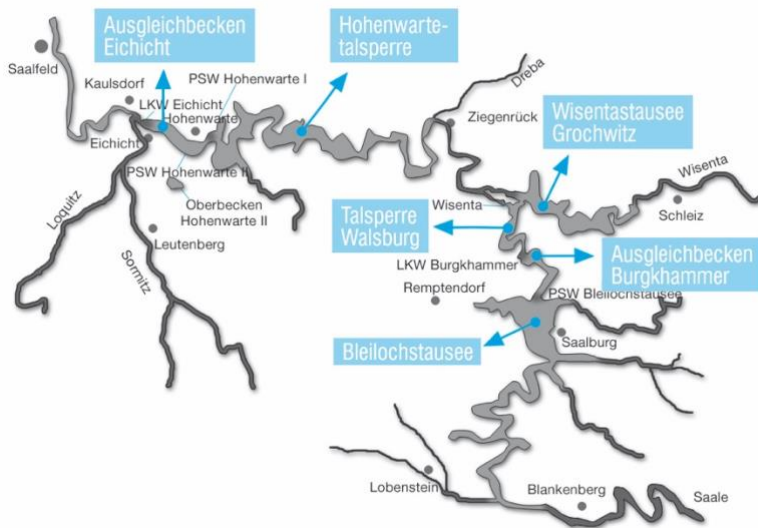 Ausgleichbecken
Eichicht
Hohenwarte-
talsperre
Saalfeld
Kaulsdorf
PSW Hohenwarte I
Dreba
LKW Eichicht
Hohenwarte
Ziegenrück
Wisentastausee
Grochwitz
Eichicht
PSW Hohenwarte II
Wisenta
Oberbecken
Hohenwarte II
Wisenta
Schleiz
Loquitz
Talsperre
Walsburg
Leutenberg
Sormitz
LKW Burgkhammer
Ausgleichbecken
Burgkhammer
Remptendorf
PSW Bleilochstausee
Bleilochstausee
Saalburg
Lobenstein
Blankenberg
Saale